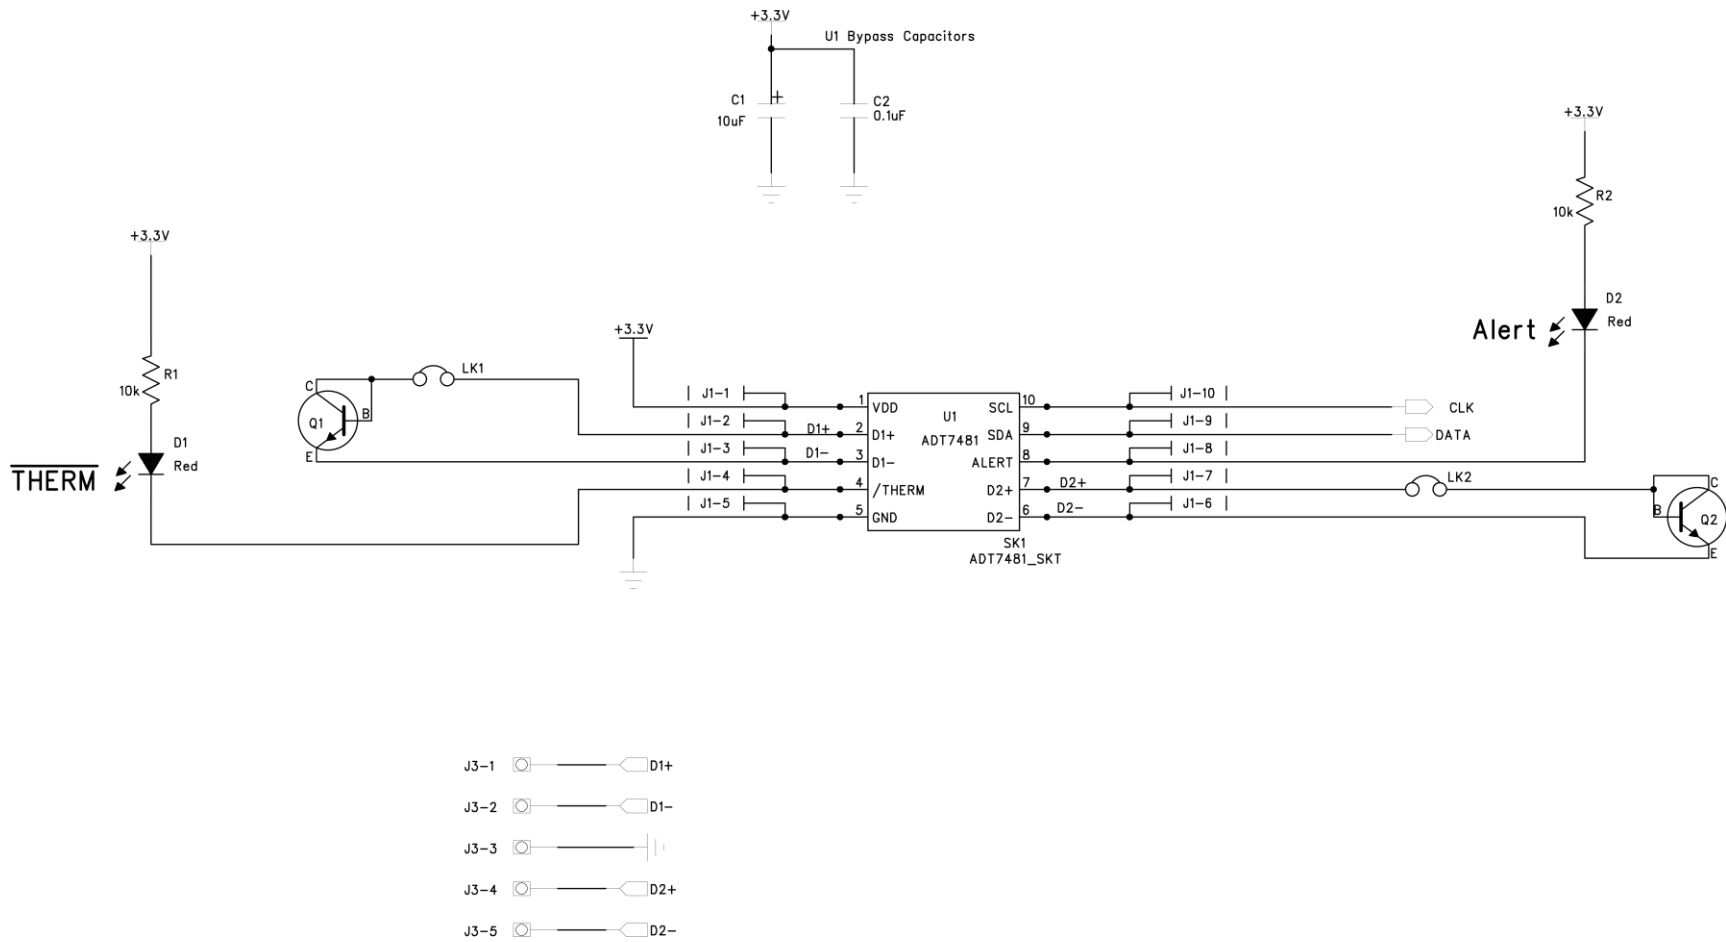 +3.3V
U1 Bypass Capacitors
C1
+
10uF
C2
0.1uF
+3.3V
R2
10k
D2
Red
Alert
+3.3V
R1
10k
D1
Red
THERM
C
Q1
B
E
LK1
+3.3V
J1-1
J1-2
D1+
J1-3
D1-
J1-4
J1-5
1 VDD
2 D1+
3 D1-
4 /THERM
5 GND
U1
ADT7481
SCL 10
SDA 9
ALERT 8
D2+ 7
D2- 6
SK1
ADT7481_SKT
J1-10
J1-9
J1-8
J1-7
J1-6
D2+
D2-
CLK
DATA
LK2
C
B
Q2
E
J3-1 D1+
J3-2 D1-
J3-3
J3-4 D2+
J3-5 D2-